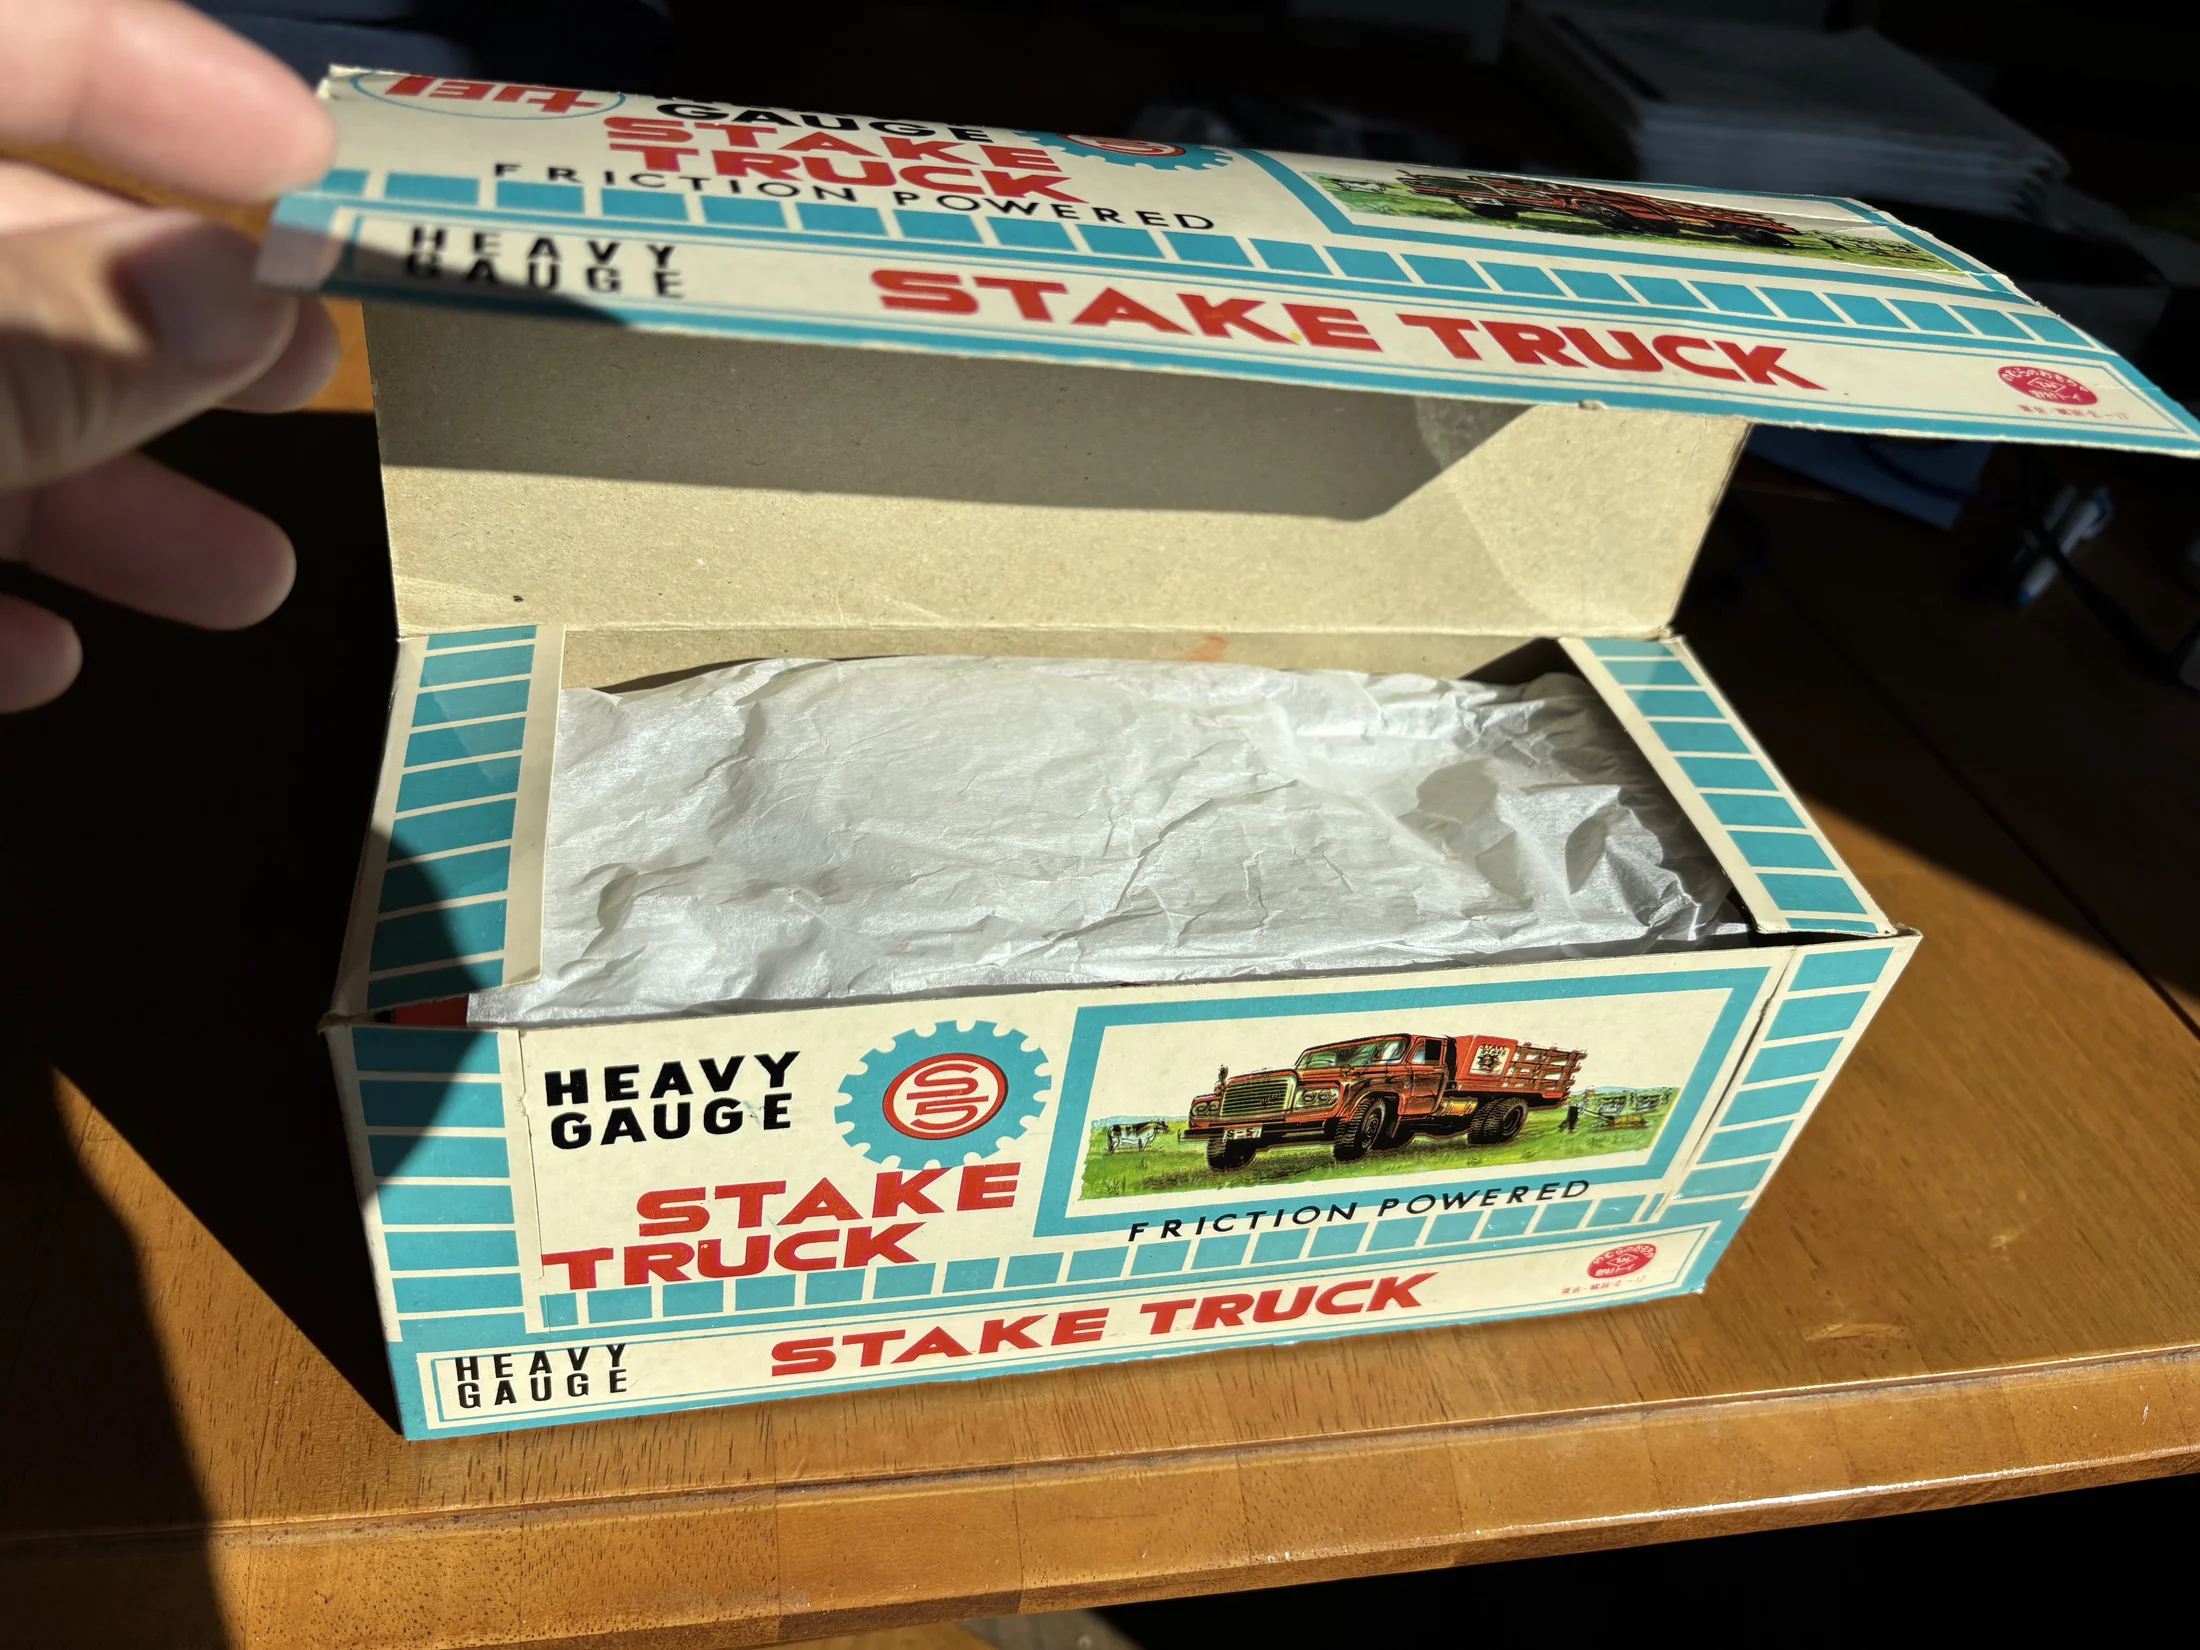 GAUGE
STAKE
TRUCK
FRICTION POWERED
HEAVY
GAUGE
STAKE TRUCK
HEAVY
GAUGE
STAKE
TRUCK
S-5
FRICTION POWERED
HEAVY
GAUGE
STAKE TRUCK